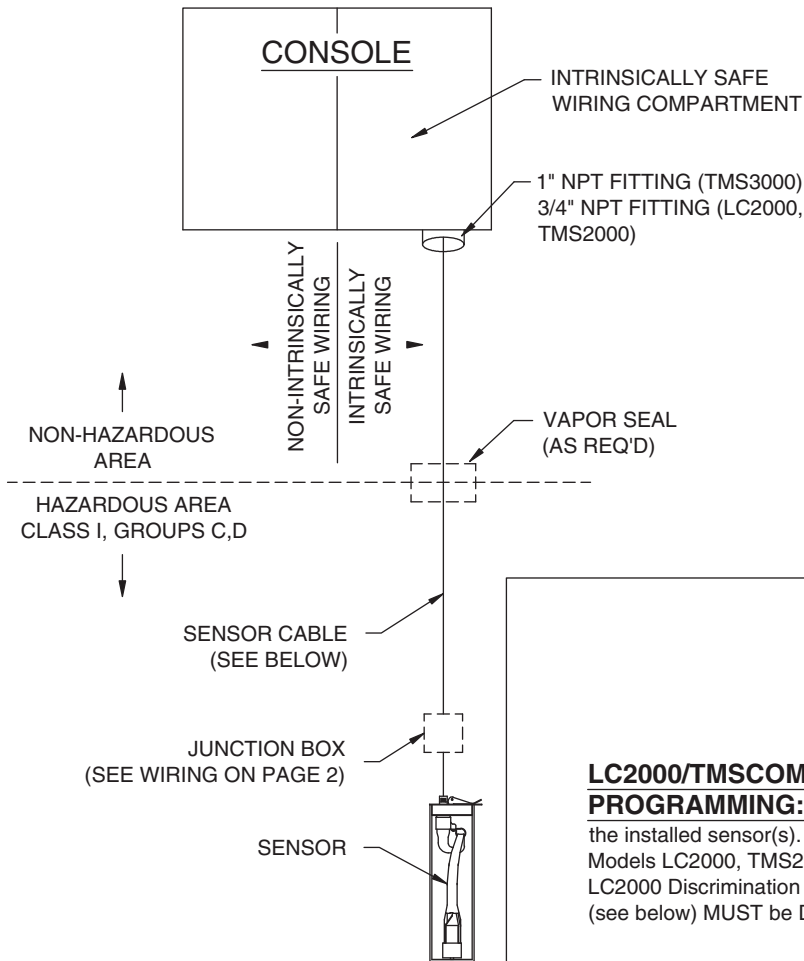 CONSOLE
INTRINSICALLY SAFE
WIRING COMPARTMENT
1" NPT FITTING (TMS3000)
3/4" NPT FITTING (LC2000,
TMS2000)
NON-INTRINSICALLY
SAFE WIRING
INTRINSICALLY
SAFE WIRING
NON-HAZARDOUS
AREA
VAPOR SEAL
(AS REQ'D)
HAZARDOUS AREA
CLASS I, GROUPS C,D
SENSOR CABLE
(SEE BELOW)
JUNCTION BOX
(SEE WIRING ON PAGE 2)
SENSOR
LC2000/TMSCOM
PROGRAMMING:
the installed sensor(s).
Models LC2000, TMS2
LC2000 Discrimination
(see below) MUST be D